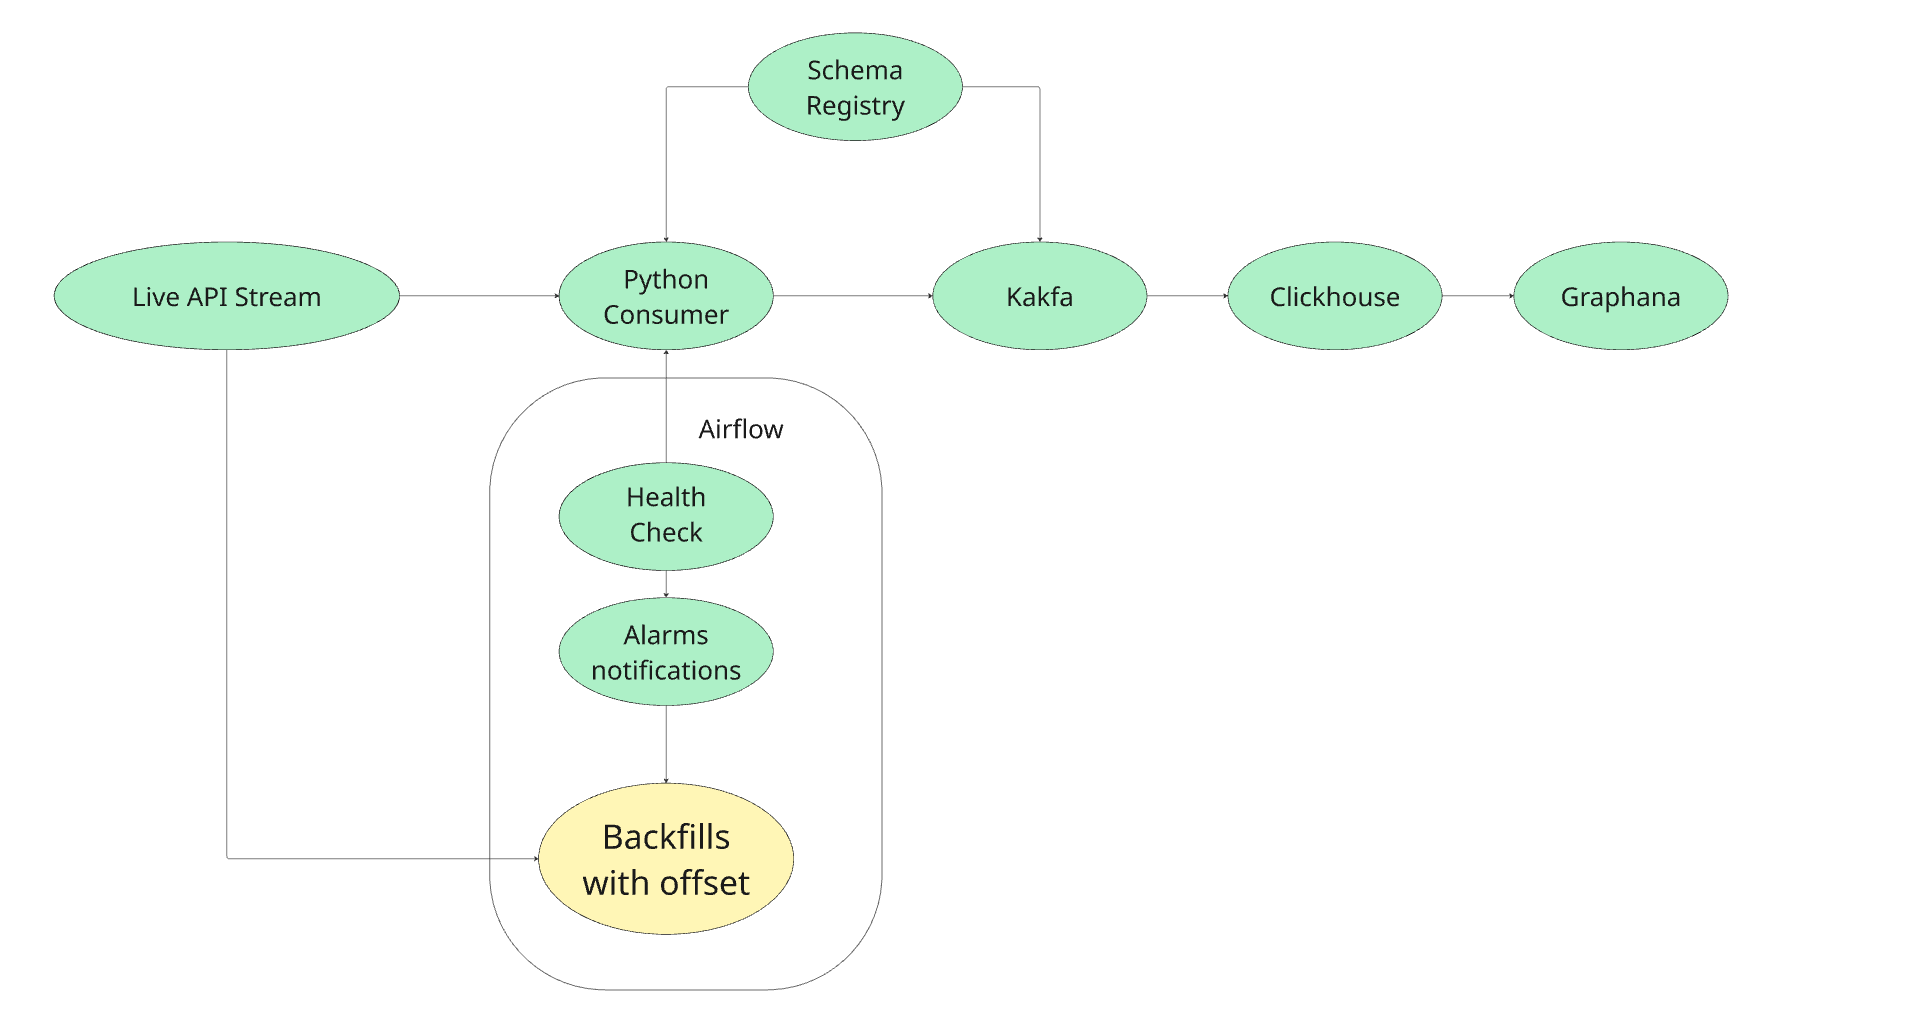 Schema
Registry
Live API Stream
Python
Consumer
Kakfa
Clickhouse
Graphana
Airflow
Health
Check
Alarms
notifications
Backfills
with offset